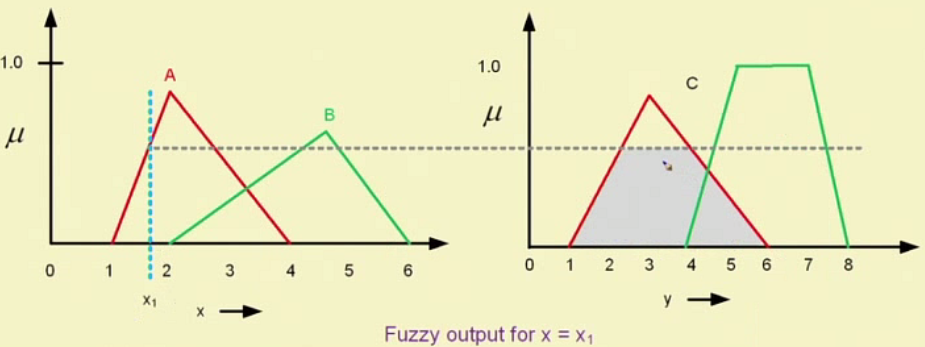 1.0
A
B
μ
0 1 2 3 4 5 6
x₁
x
1.0
C
μ
0 1 2 3 4 5 6 7 8
y
Fuzzy output for x = x₁